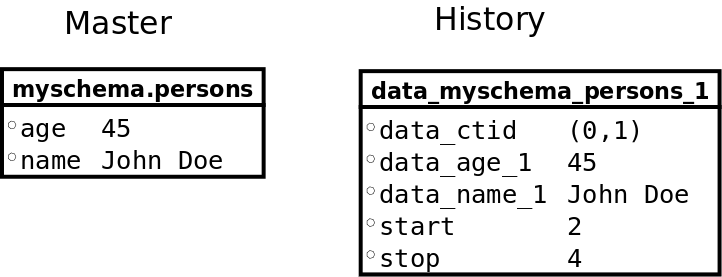 Master
myschema.persons
age 45
name John Doe
History
data_myschema_persons_1
data_ctid (0,1)
data_age_1 45
data_name_1 John Doe
start 2
stop 4